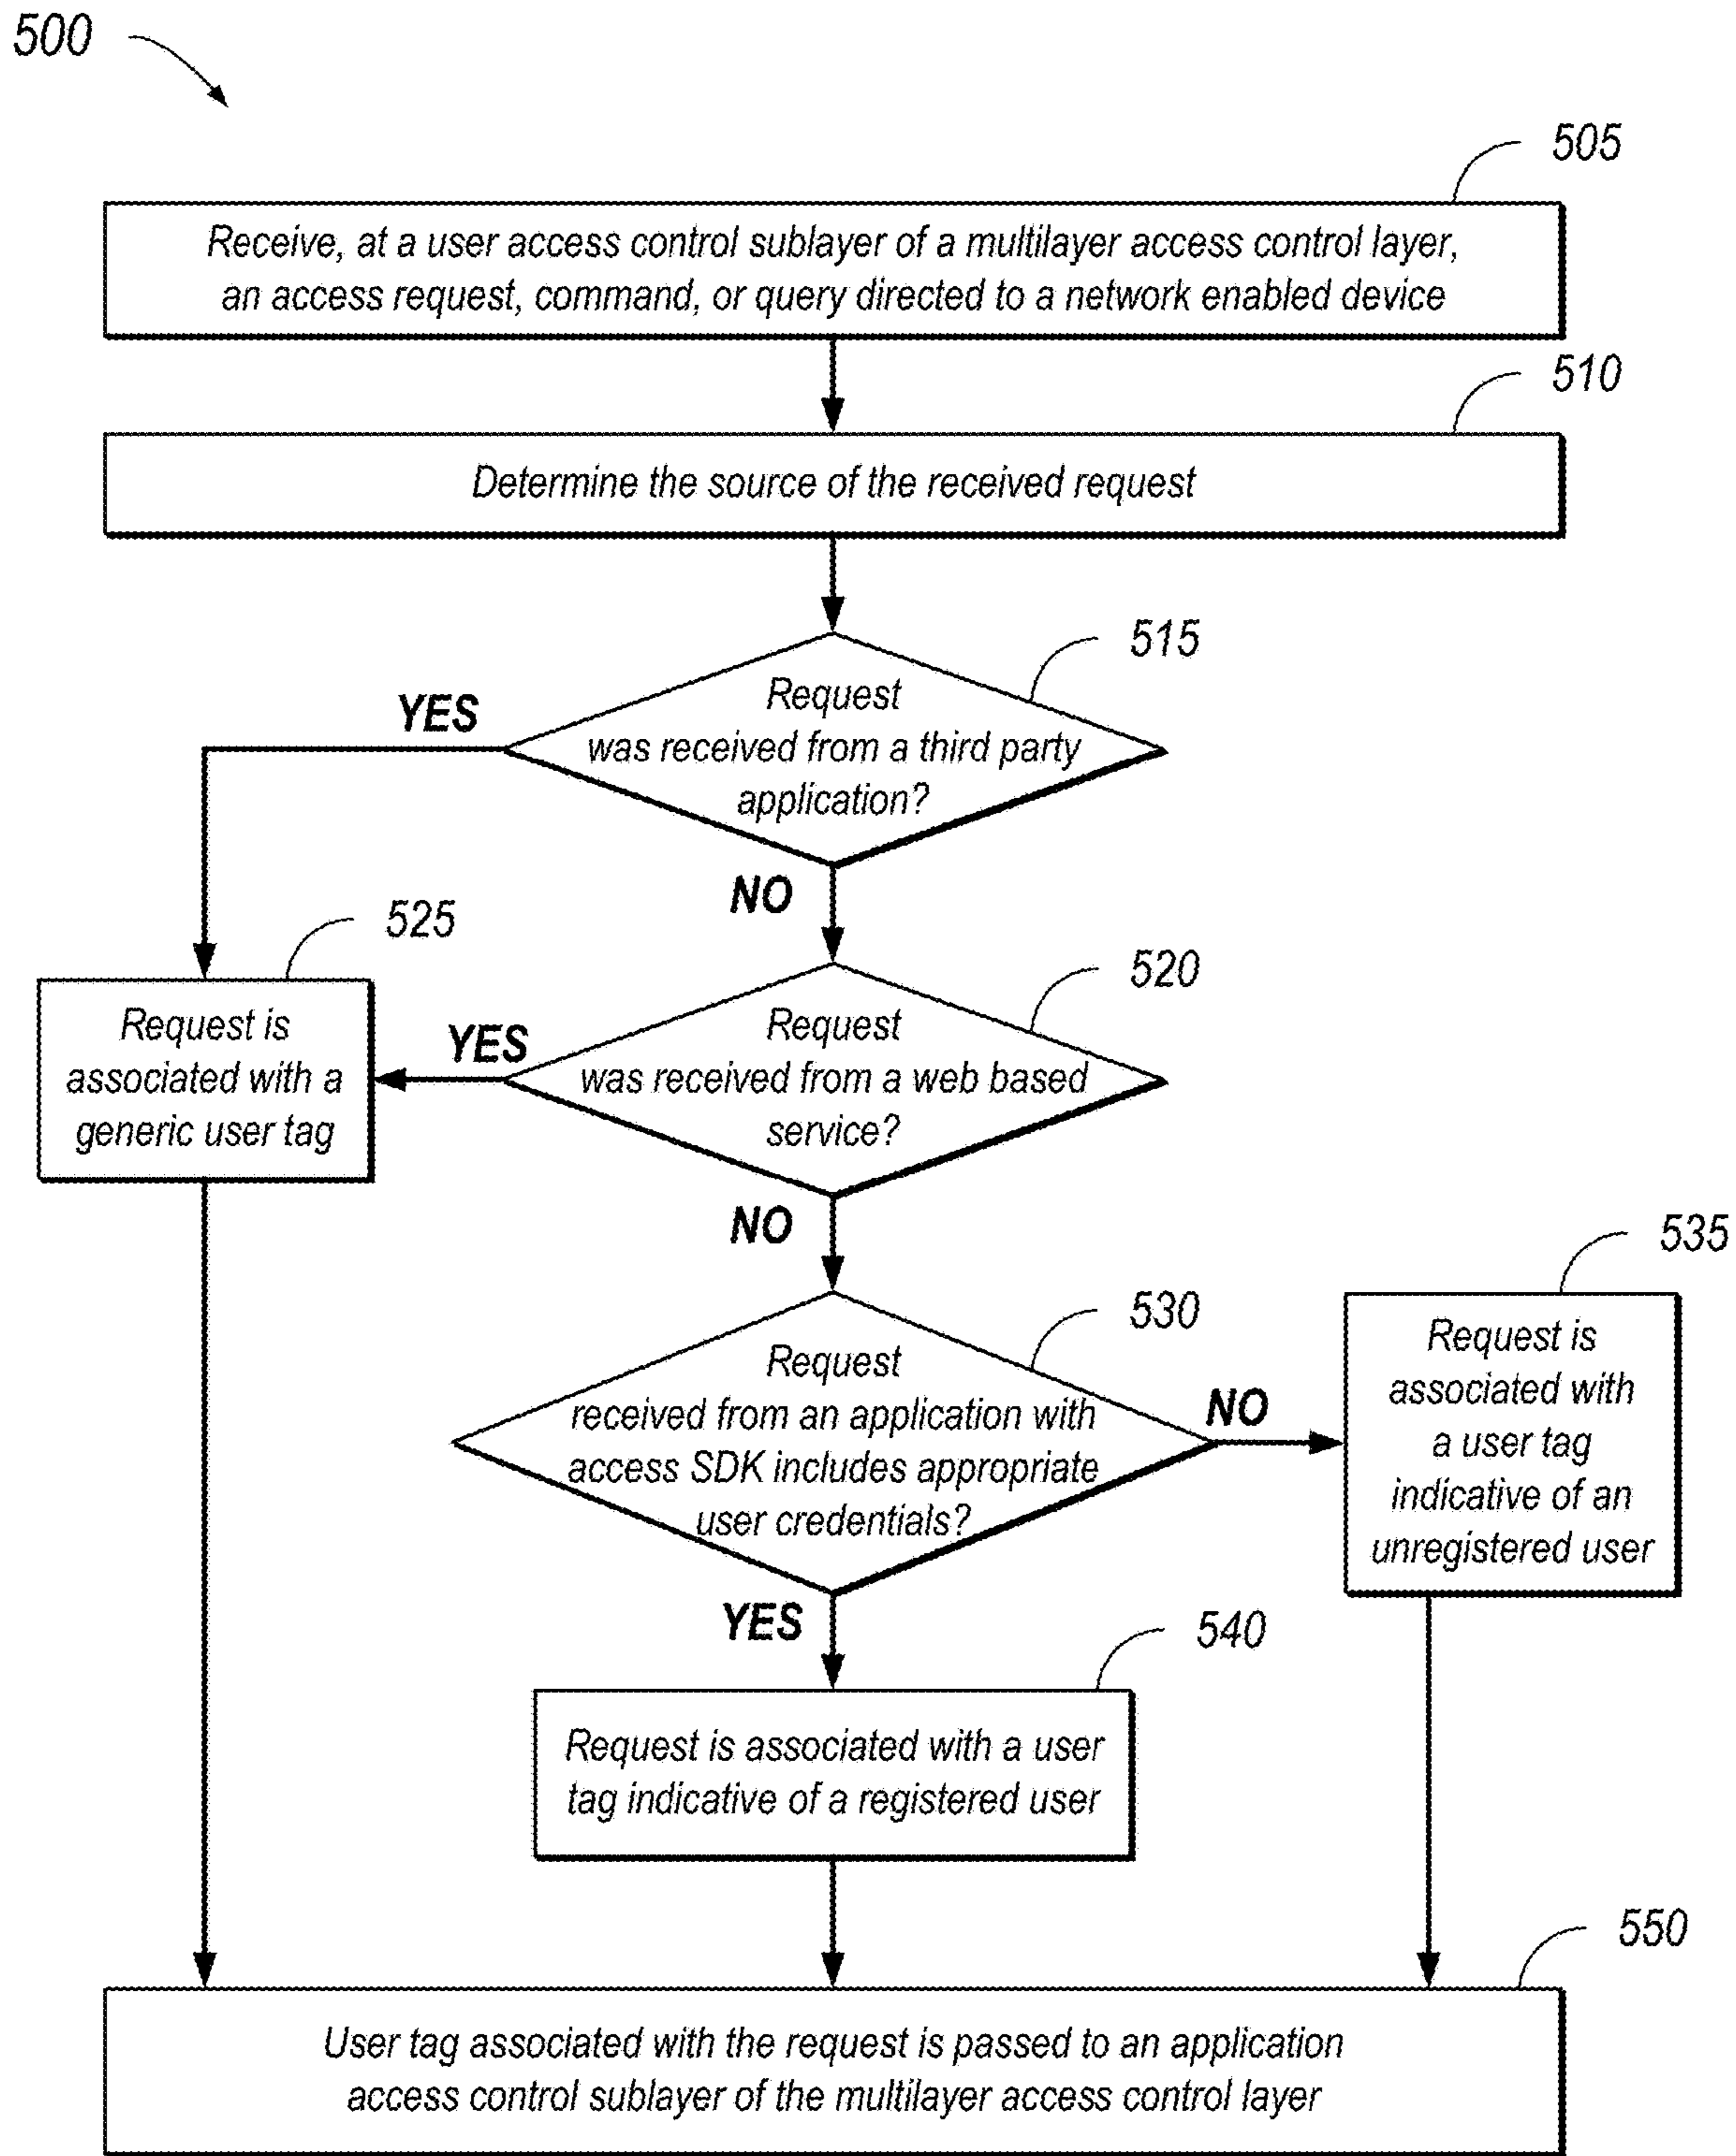 500
505
Receive, at a user access control sublayer of a multilayer access control layer,
an access request, command, or query directed to a network enabled device
510
Determine the source of the received request
515
Request
was received from a third party
application?
YES
NO
525
Request is
associated with a
generic user tag
520
Request
was received from a web based
service?
YES
NO
530
Request
received from an application with
access SDK includes appropriate
user credentials?
NO
YES
535
Request is
associated with
a user tag
indicative of an
unregistered user
540
Request is associated with a user
tag indicative of a registered user
550
User tag associated with the request is passed to an application
access control sublayer of the multilayer access control layer